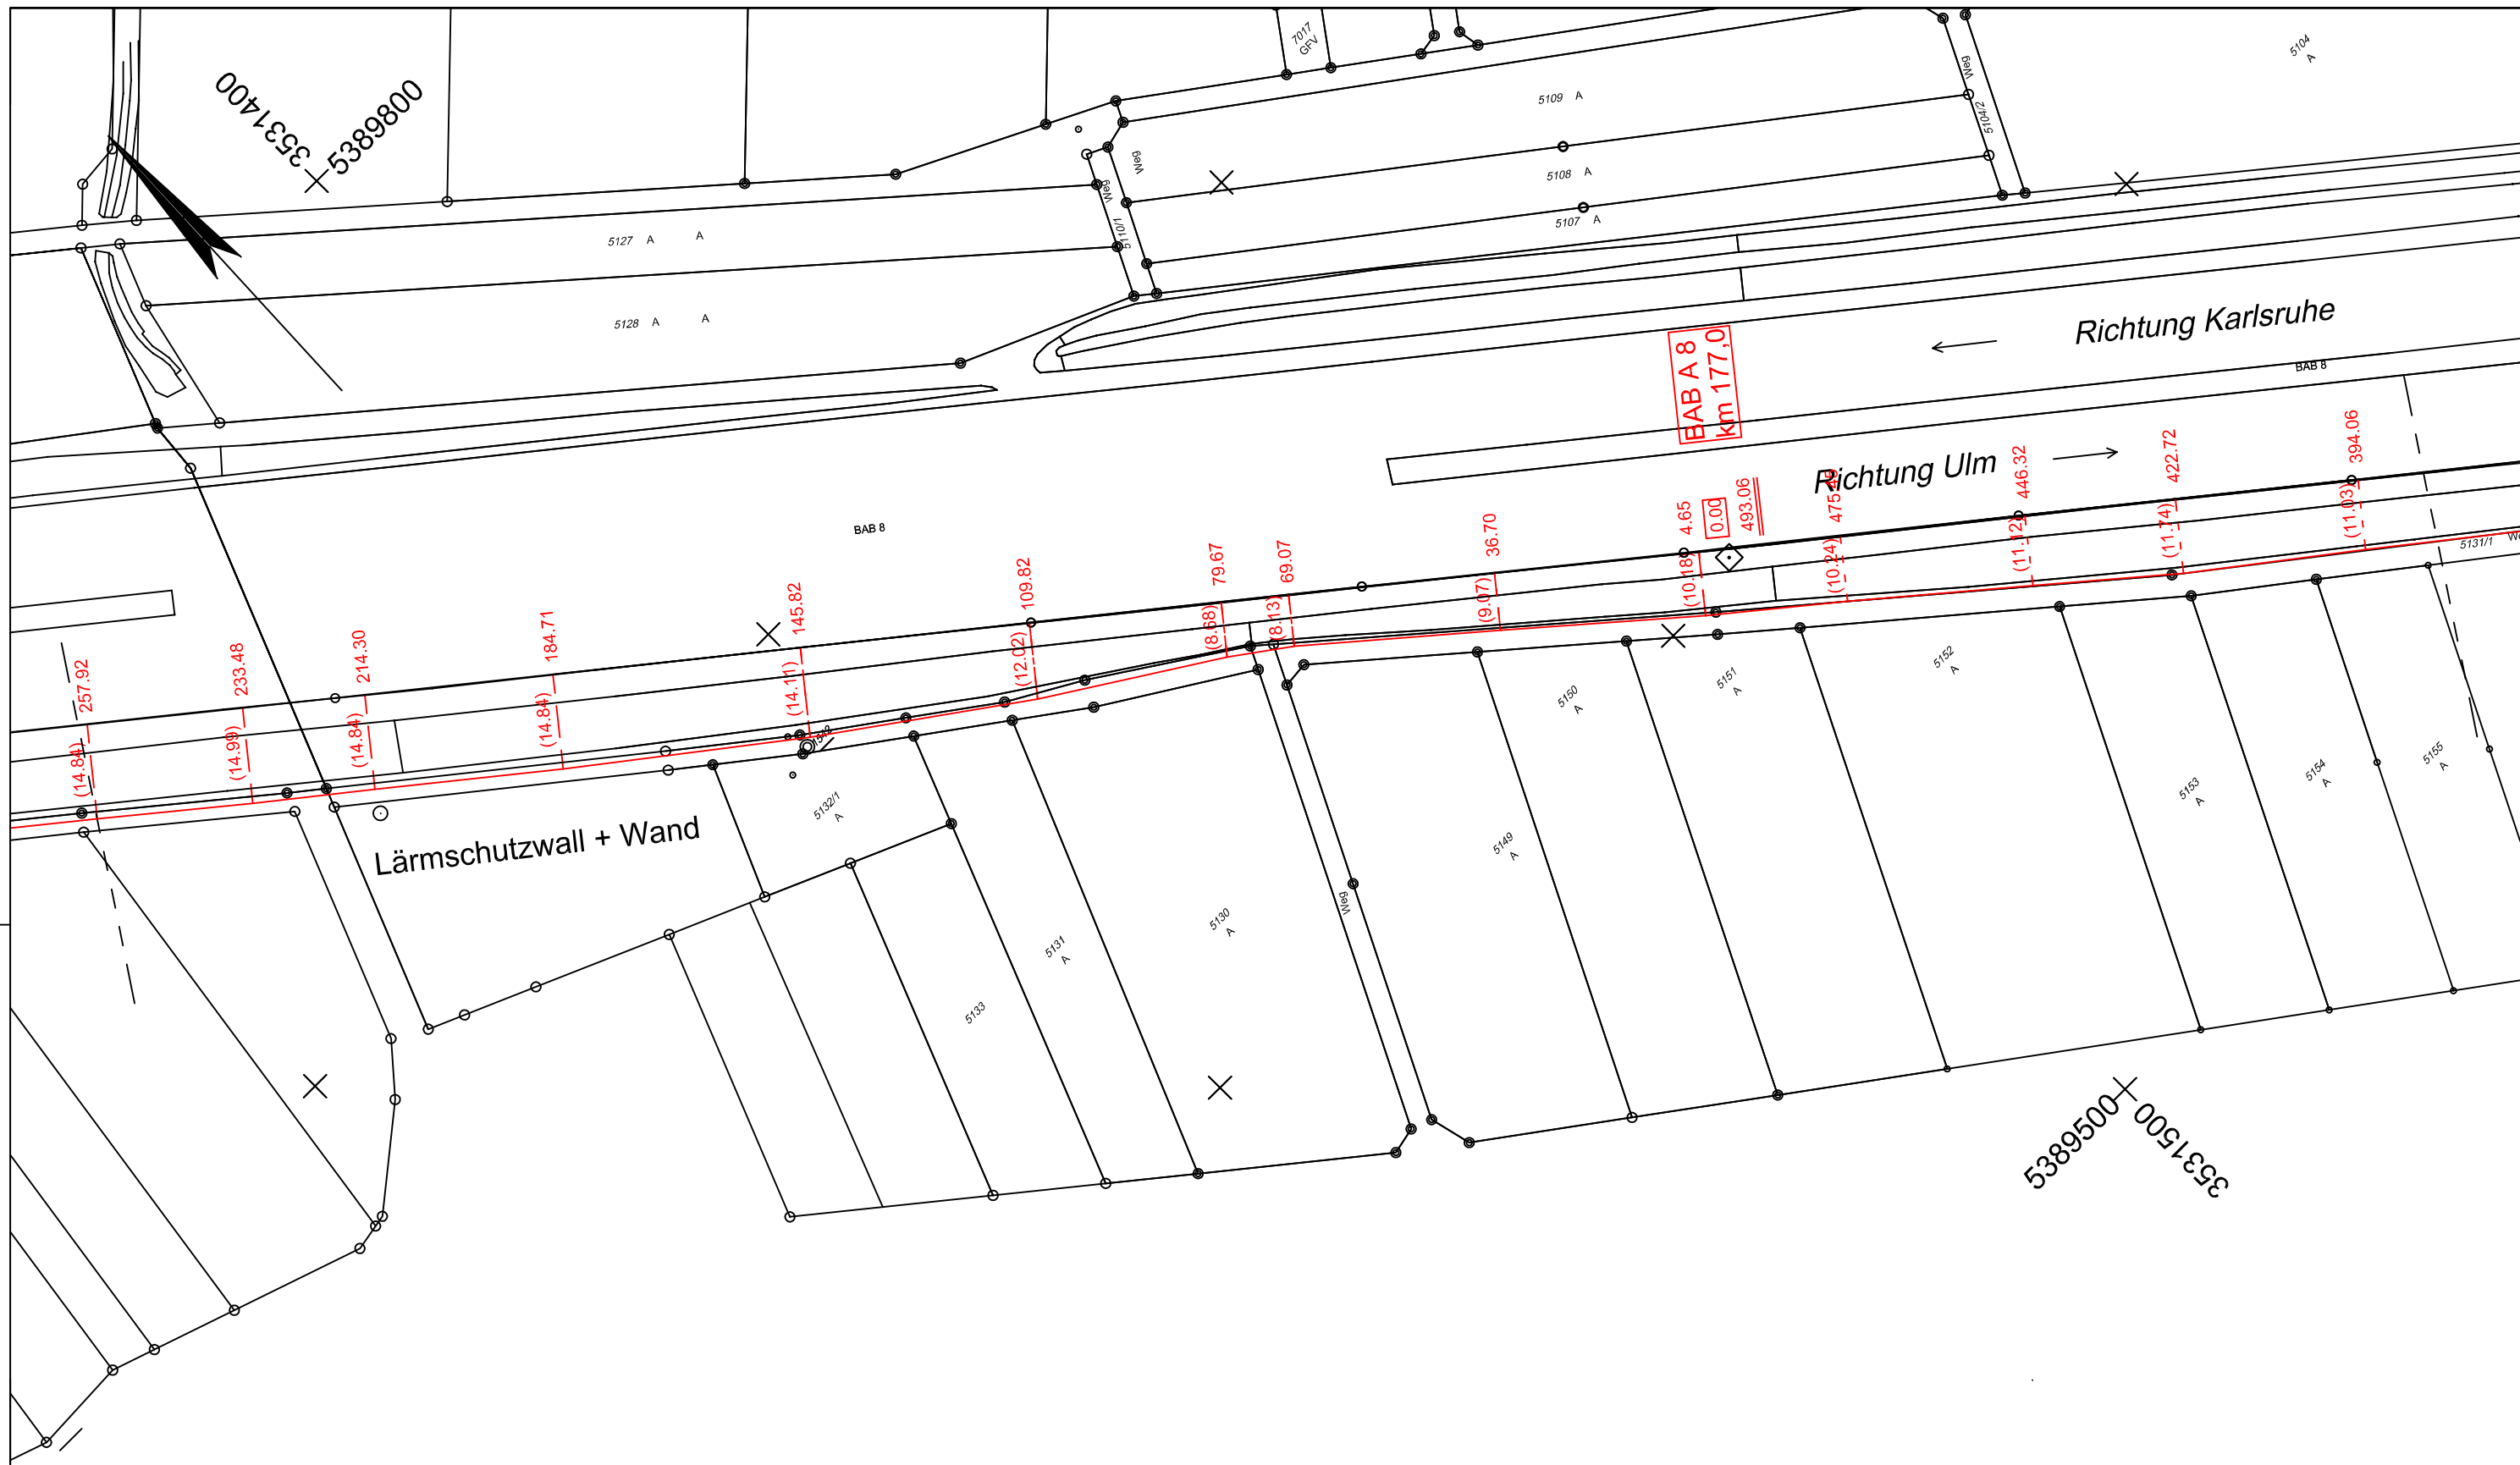 3531400
5389800
7017
GFV
5104
A
Weg
5104/2
5109 A
Weg
5108 A
5107 A
Weg
5110/1
5127 A A
5128 A A
Richtung Karlsruhe
BAB 8
BAB A 8
km 177,0
Richtung Ulm
BAB 8
257.92
(14.84)
233.48
(14.99)
214.30
(14.84)
184.71
(14.84)
145.82
(14.11)
109.82
(12.02)
79.67
(8.68)
69.07
(8.13)
36.70
(9.07)
4.65
(10.18)
0.00
493.06
(10.24)
446.32
(11.12)
422.72
(11.74)
394.06
(11.03)
5131/1
Lärmschutzwall + Wand
5132/1
A
5133
5131
A
5130
A
Weg
5149
A
5150
A
5151
A
5152
A
5153
A
5154
A
5155
A
5389500
3531500